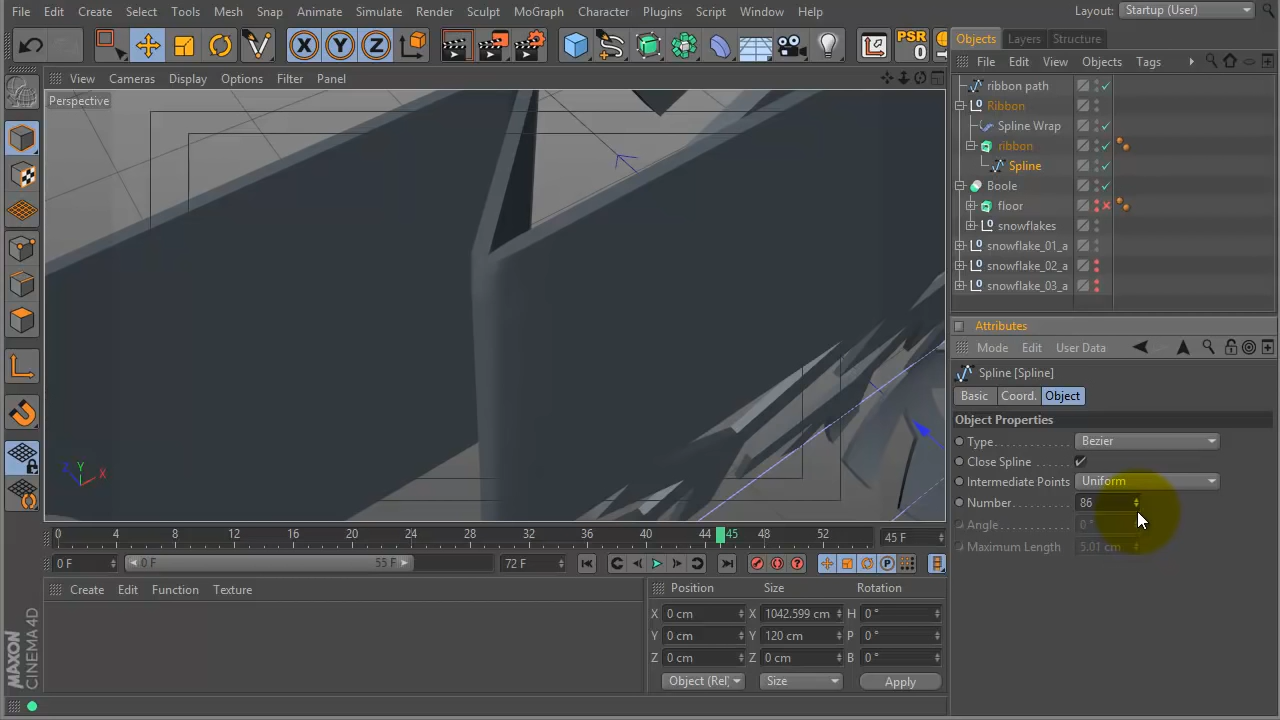 File Edit Create Select Tools Mesh Snap Animate Simulate Render Sculpt MoGraph Character Plugins Script Window Help Layout: Startup (User)
X Y Z PSR 0
Objects Layers Structure
File Edit View Objects Tags
View Cameras Display Options Filter Panel
Perspective
ribbon path
Ribbon
Spline Wrap
ribbon
Spline
Boole
floor
snowflakes
snowflake_01_a
snowflake_02_a
snowflake_03_a
Attributes
Mode Edit User Data
Spline [Spline]
Basic Coord. Object
Object Properties
Type Bezier
Close Spline
Intermediate Points Uniform
Number 86
Angle 0 °
Maximum Length 5.01 cm
Z Y X
0 4 8 12 16 20 24 28 32 36 40 44 45 48 52 45 F
0 F 0 F 55 F 72 F
Create Edit Function Texture
Position Size Rotation
X 0 cm X 1042.599 cm H 0 °
Y 0 cm Y 120 cm P 0 °
Z 0 cm Z 0 cm B 0 °
Object (Rel) Size Apply
MAXON
CINEMA 4D